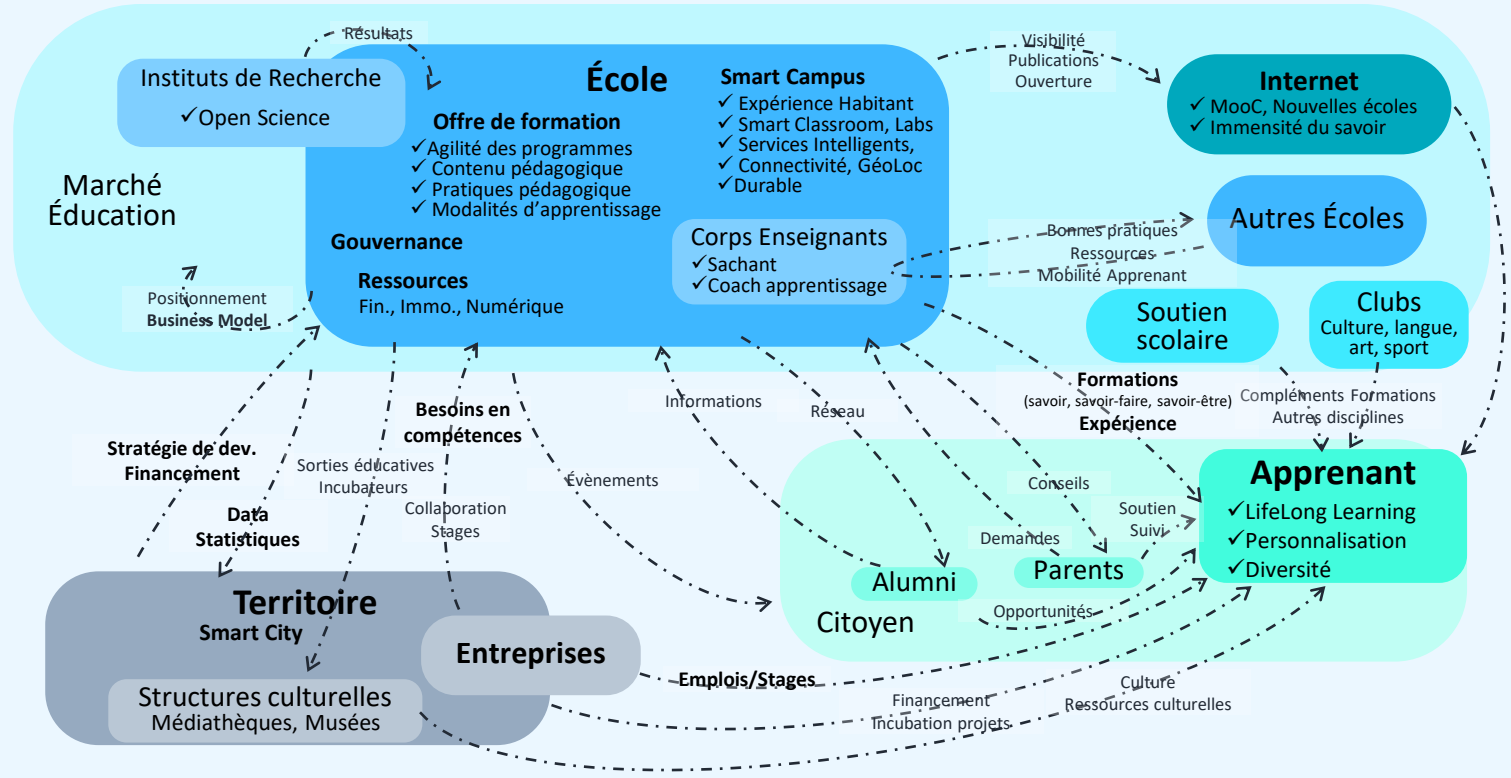 Résultats
Instituts de Recherche
✓Open Science
École
Offre de formation
✓Agilité des programmes
✓ Contenu pédagogique
✓ Pratiques pédagogique
✓ Modalités d'apprentissage
Smart Campus
✓ Expérience Habitant
✓ Smart Classroom, Labs
✓ Services Intelligents,
✓ Connectivité, GéoLoc
✓Durable
Visibilité
Publications
Ouverture
Internet
✓ MooC, Nouvelles écoles
✓ Immensité du savoir
Marché
Éducation
Gouvernance
Ressources
Fin., Immo., Numérique
Corps Enseignants
✓Sachant
✓Coach apprentissage
Bonnes pratiques
Ressources
Mobilité Apprenant
Autres Écoles
Positionnement
Business Model
Soutien
scolaire
Clubs
Culture, langue,
art, sport
Stratégie de dev.
Financement
Data
Statistiques
Sorties éducatives
Incubateurs
Besoins en
compétences
Collaboration
Stages
Évènements
Informations
Réseau
Formations
(savoir, savoir-faire, savoir-être)
Expérience
Compléments Formations
Autres disciplines
Conseils
Demandes
Soutien
Suivi
Apprenant
✓LifeLong Learning
✓Personnalisation
✓Diversité
Alumni
Parents
Opportunités
Citoyen
Territoire
Smart City
Entreprises
Structures culturelles
Médiathèques, Musées
Emplois/Stages
Financement
Incubation projets
Culture
Ressources culturelles